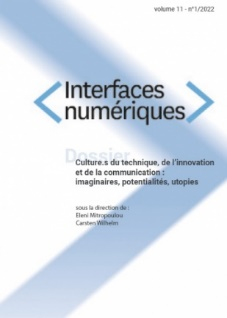 volume 11 - n°1/2022
Interfaces
numériques
Dossier
Culture.s du technique, de l'innovation
et de la communication :
imaginaires, potentialités, utopies
sous la direction de :
Eleni Mitropoulou
Carsten Wilhelm